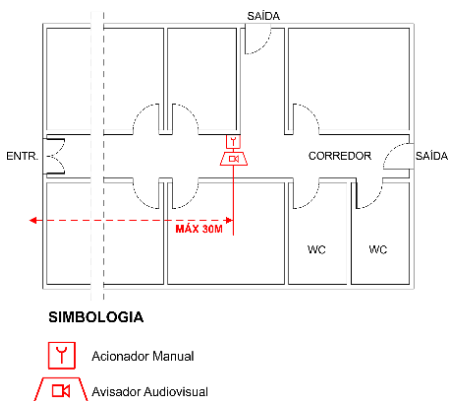 SAÍDA
ENTR.
CORREDOR
SAÍDA
MÁX 30M
WC
WC
SIMBOLOGIA
Acionador Manual
Avisador Audiovisual